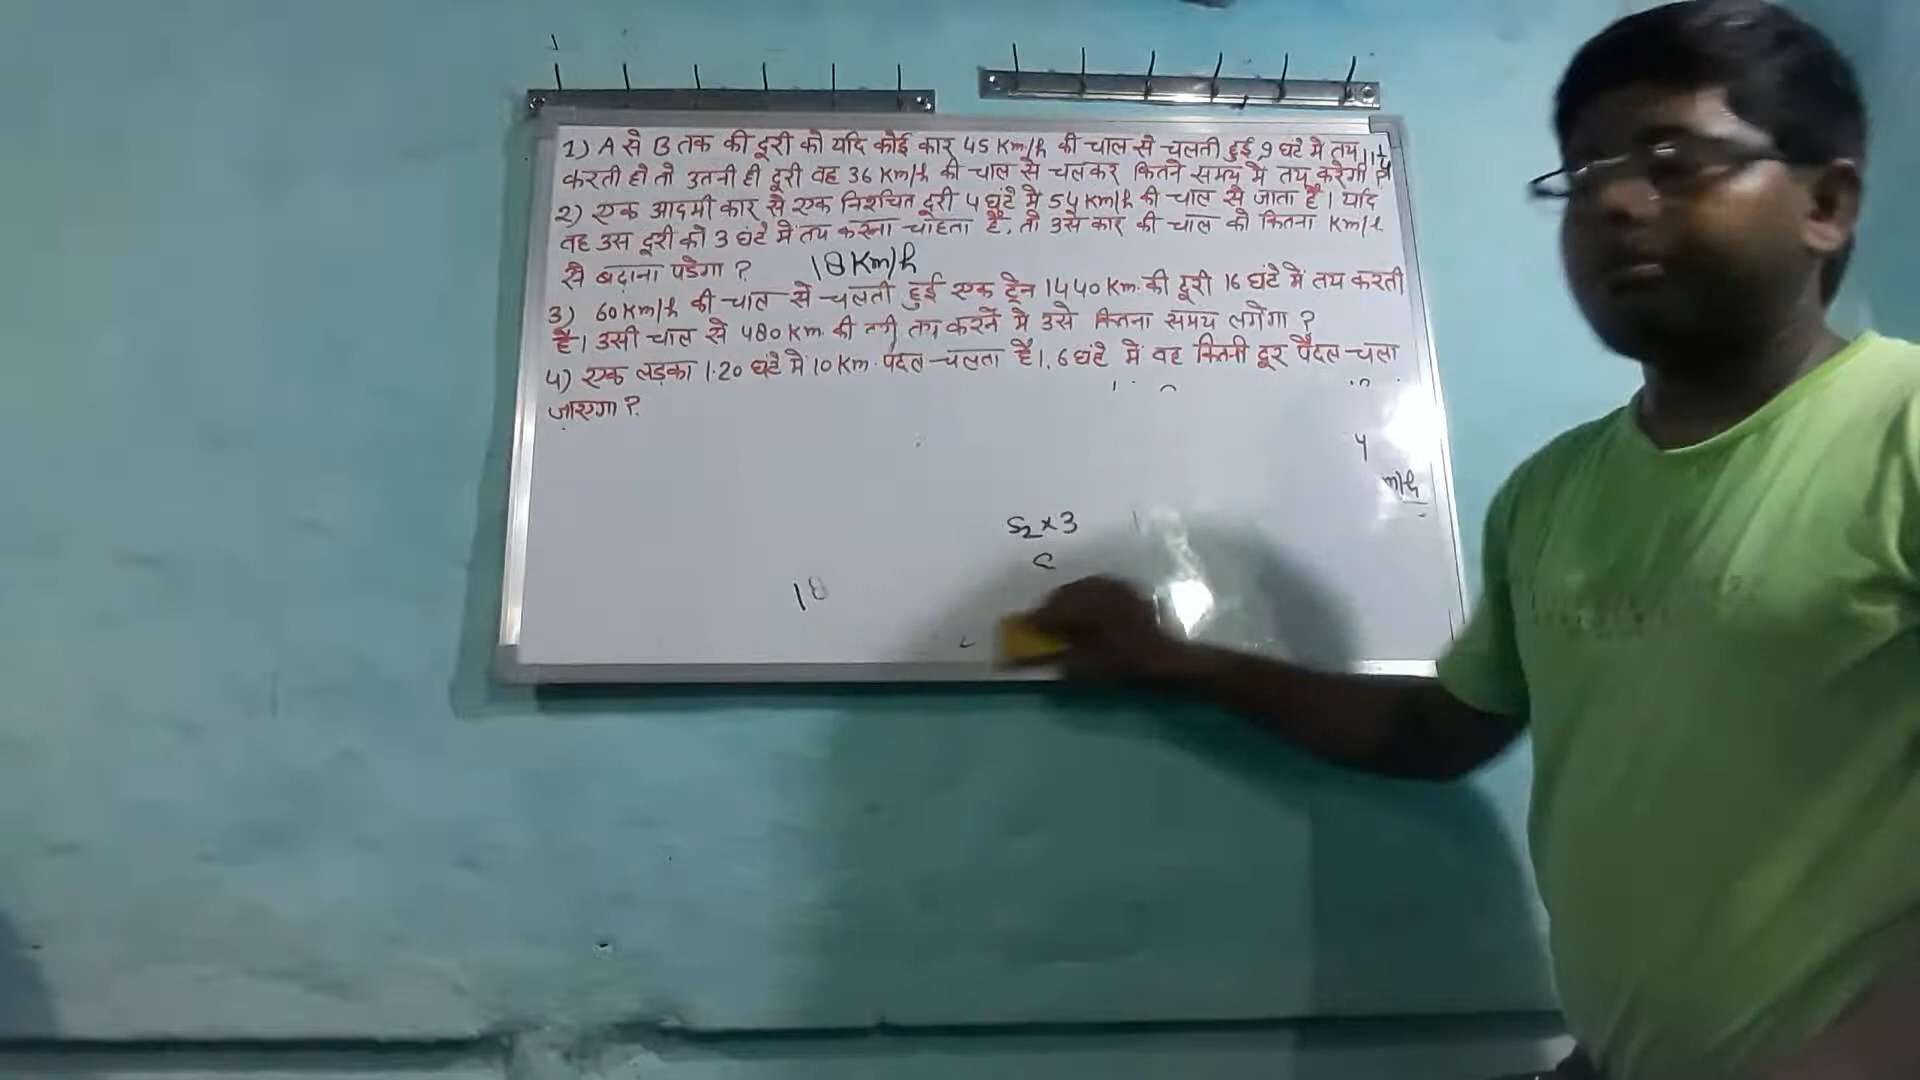 1) A से B तक की दूरी को यदि कोई कार 45 Km/h की चाल से चलती हुई 9 घंटे में तय
करती हो तो उतनी ही दूरी वह 36 Km/h की चाल से चलकर कितने समय में तय करेगी
2) एक आदमी कार से एक निश्चित दूरी 4 घंटे में 54 Km/h की चाल से जाता है। यदि
वह उस दूरी को 3 घंटे में तय करना चाहता है, तो उसे कार की चाल को कितना Km/h
से बढ़ाना पडेगा ? 18 Km/h
3) 60 Km/h की चाल से चलती हुई एक ट्रेन 1440 Km. की दूरी 16 घंटे में तय करती
है। उसी चाल से 480 Km. की तय करने में उसे कितना समय लगेगा ?
4) एक लड़का 1.20 घंटे में 10 Km. पैदल चलता है। 6 घंटे में वह कितनी दूर पैदल चला
जाएगा ?
4
m/h
S₂ x 3
18